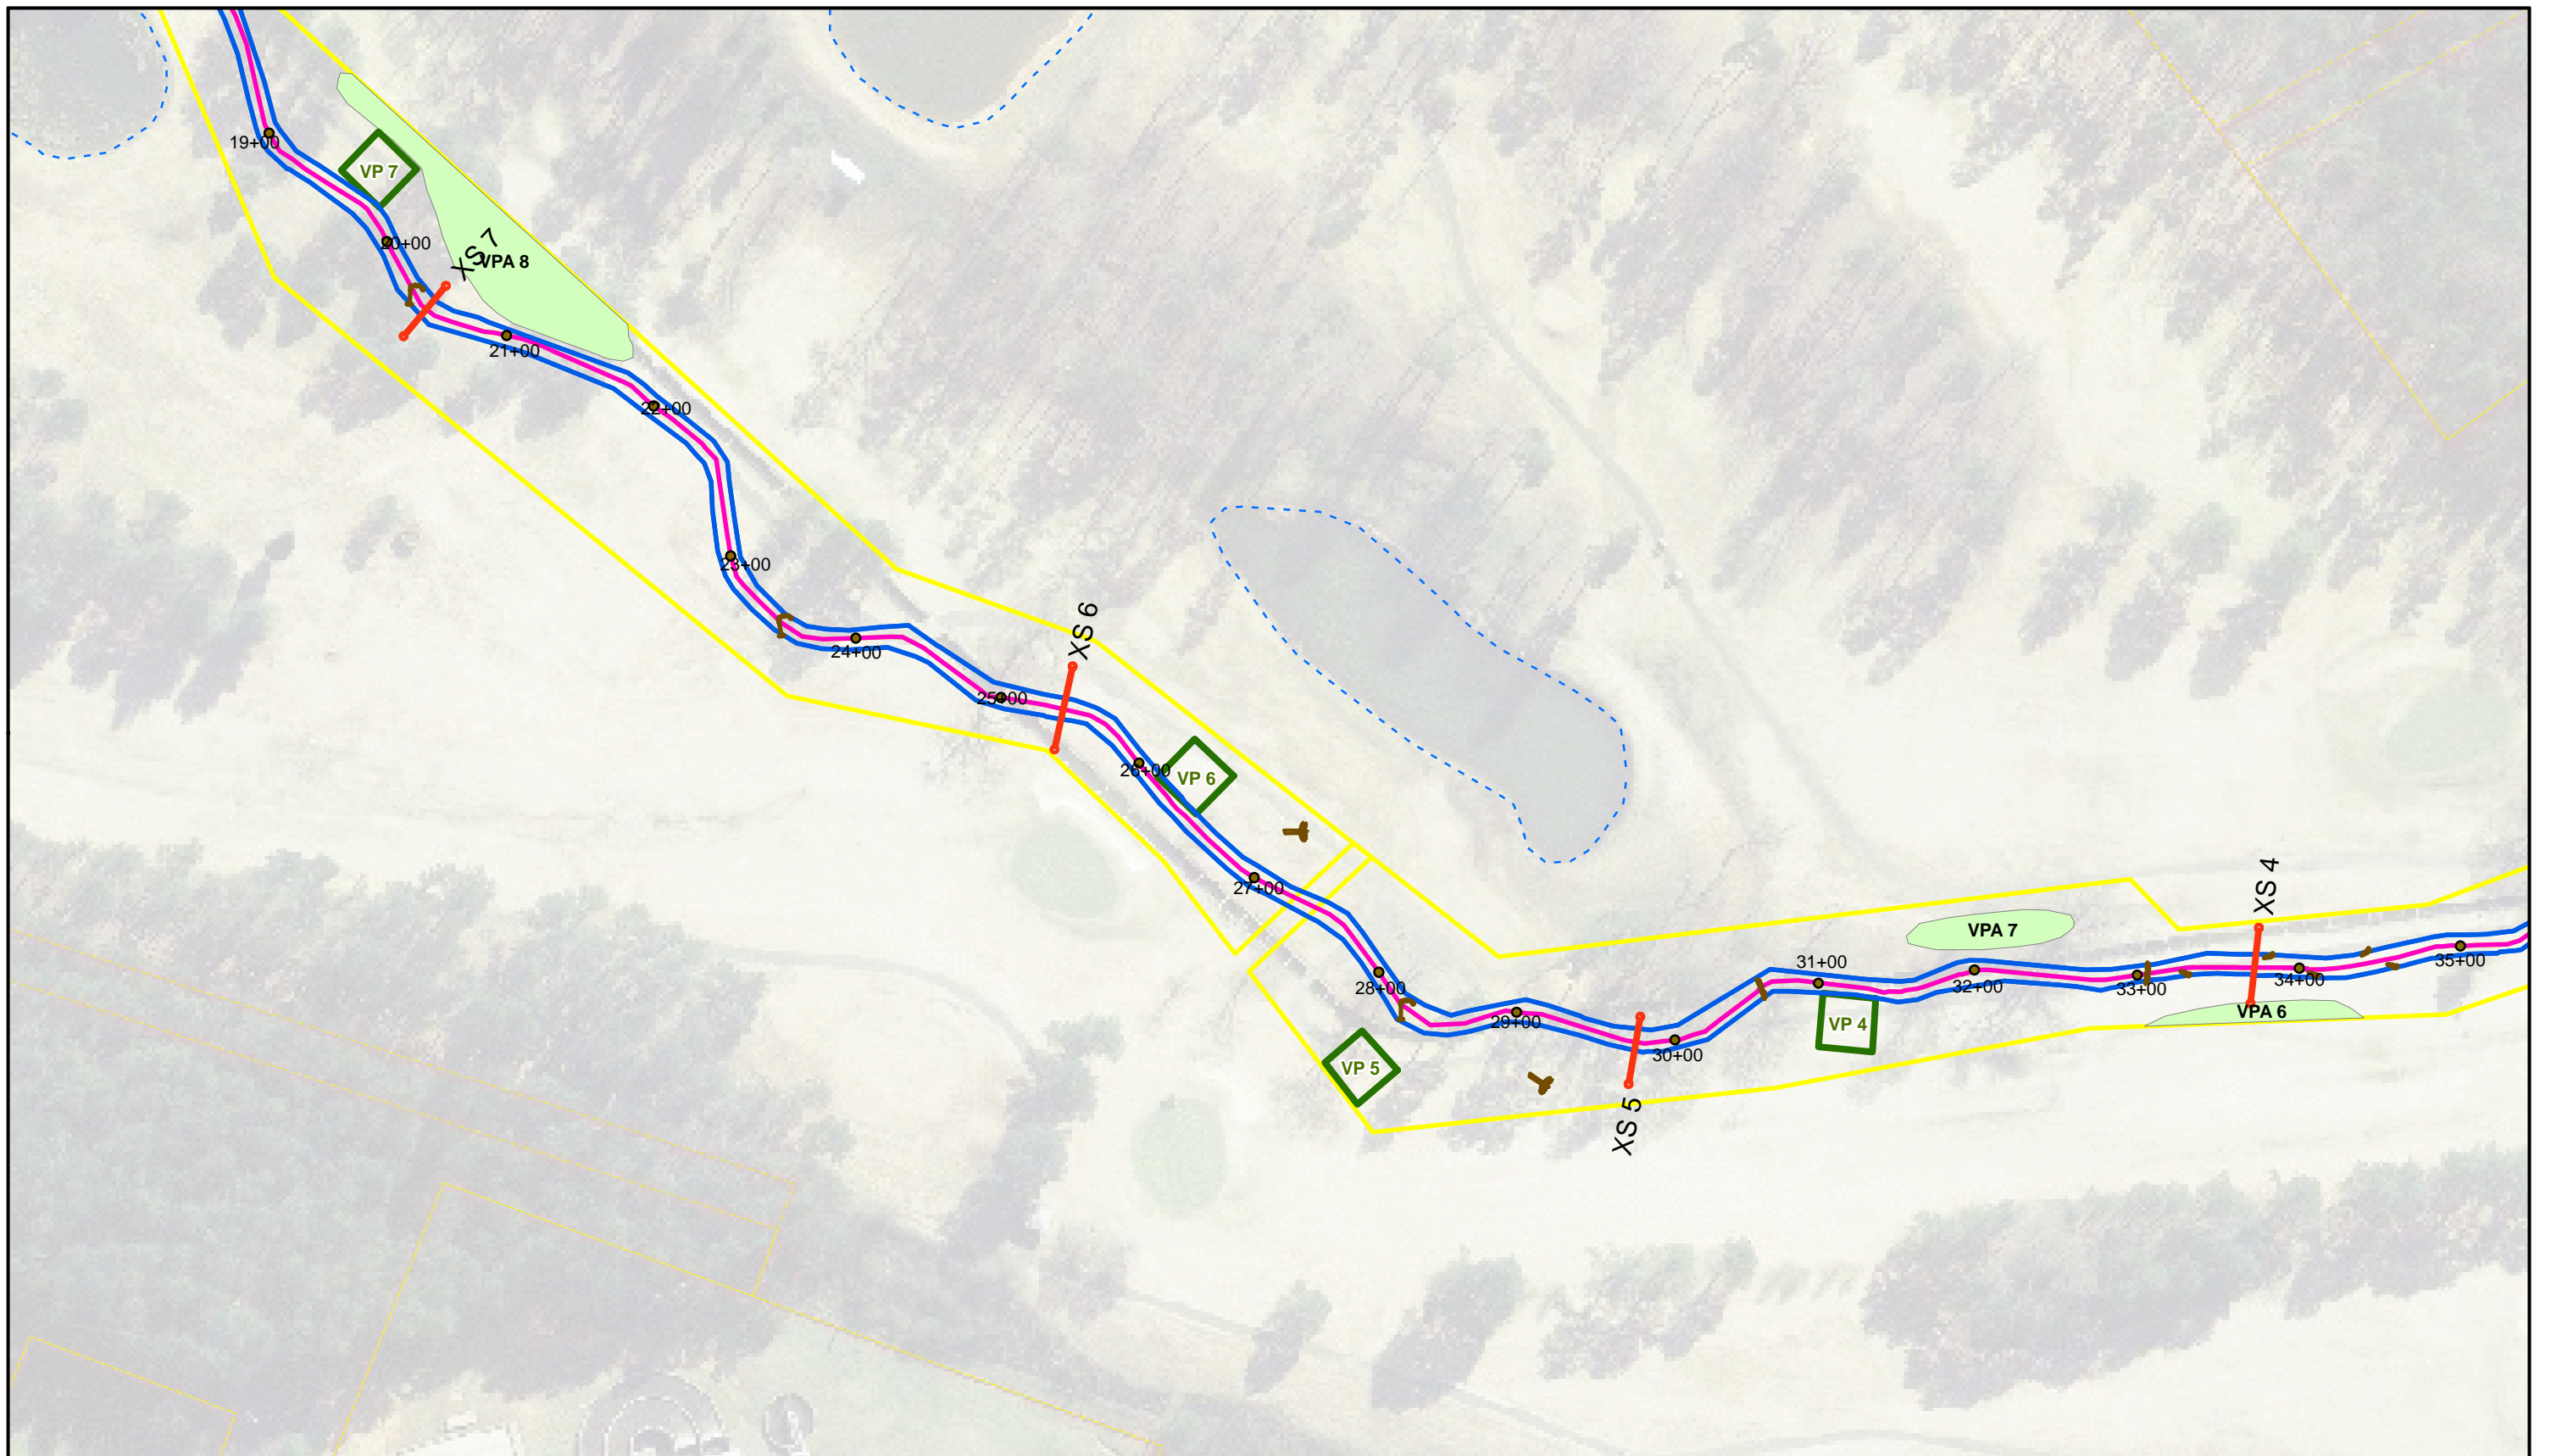 19+00
VP 7
20+00
XS 7
VPA 8
21+00
22+00
23+00
24+00
XS 6
25+00
26+00
VP 6
27+00
28+00
VP 5
29+00
XS 5
30+00
31+00
VP 4
VPA 7
32+00
33+00
XS 4
34+00
VPA 6
35+00